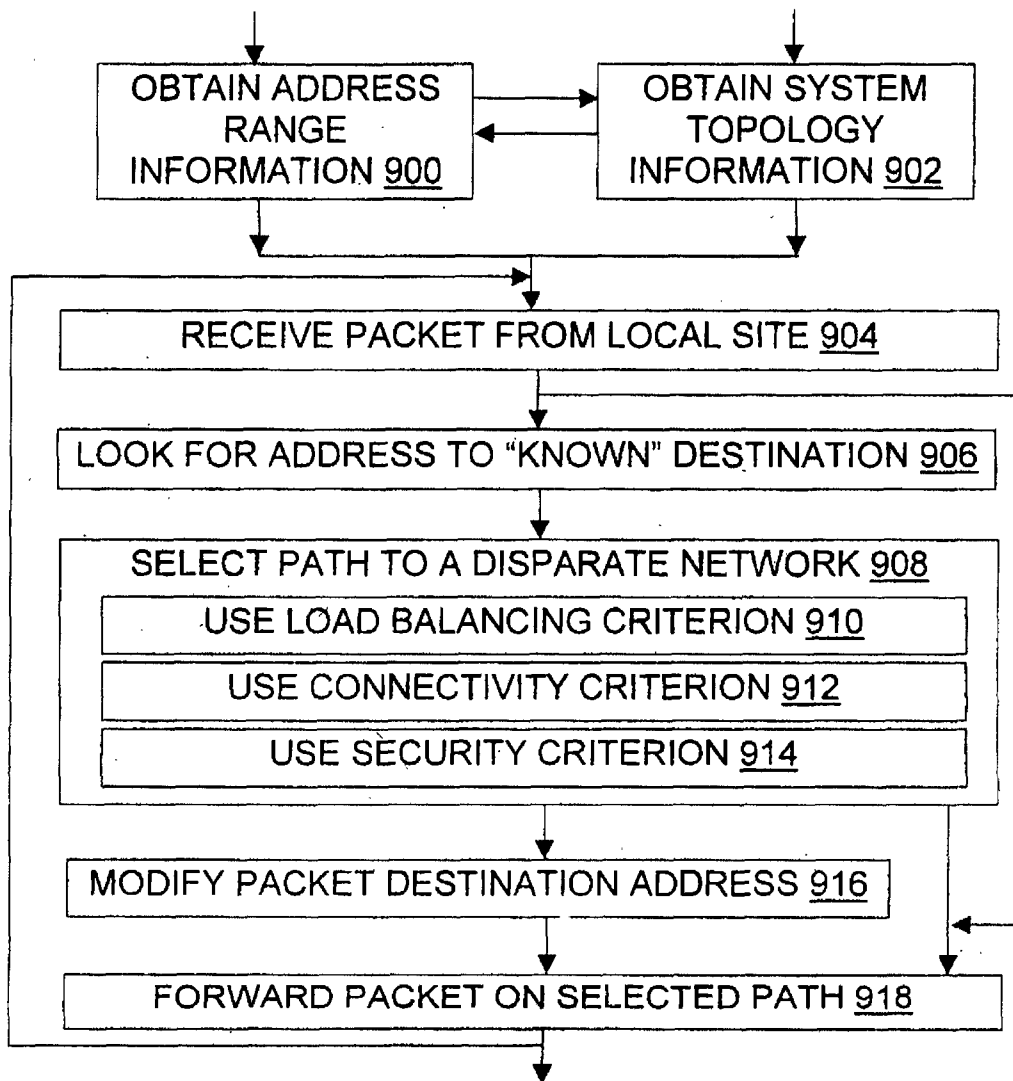 OBTAIN ADDRESS
RANGE
INFORMATION 900
OBTAIN SYSTEM
TOPOLOGY
INFORMATION 902
RECEIVE PACKET FROM LOCAL SITE 904
LOOK FOR ADDRESS TO “KNOWN” DESTINATION 906
SELECT PATH TO A DISPARATE NETWORK 908
USE LOAD BALANCING CRITERION 910
USE CONNECTIVITY CRITERION 912
USE SECURITY CRITERION 914
MODIFY PACKET DESTINATION ADDRESS 916
FORWARD PACKET ON SELECTED PATH 918